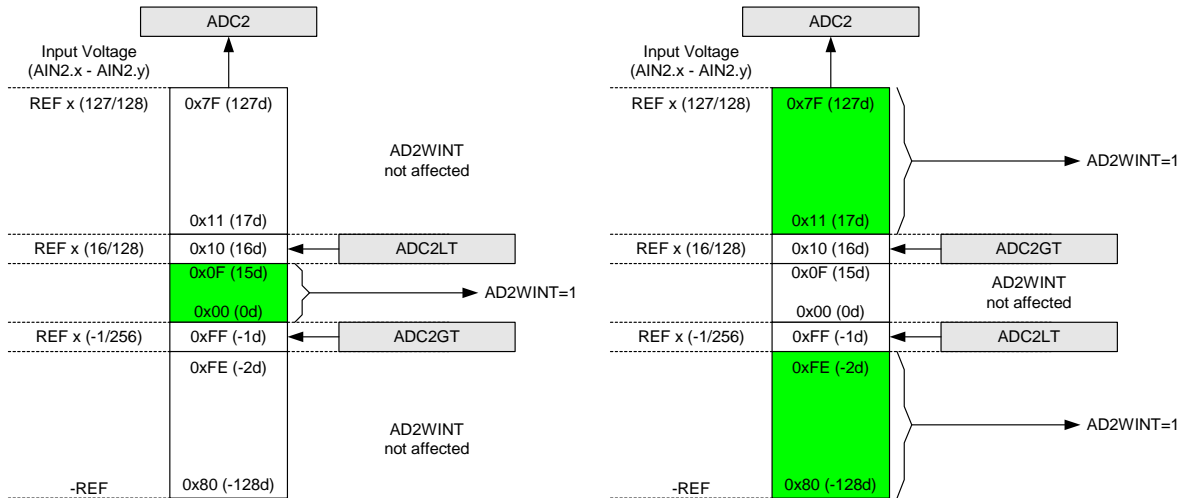 ADC2
Input Voltage
(AIN2.x - AIN2.y)
REF x (127/128)
0x7F (127d)
AD2WINT
not affected
0x11 (17d)
REF x (16/128)
0x10 (16d)
ADC2LT
0x0F (15d)
AD2WINT=1
0x00 (0d)
REF x (-1/256)
0xFF (-1d)
ADC2GT
0xFE (-2d)
AD2WINT
not affected
-REF
0x80 (-128d)
ADC2
Input Voltage
(AIN2.x - AIN2.y)
REF x (127/128)
0x7F (127d)
AD2WINT=1
0x11 (17d)
REF x (16/128)
0x10 (16d)
ADC2GT
0x0F (15d)
AD2WINT
not affected
0x00 (0d)
REF x (-1/256)
0xFF (-1d)
ADC2LT
0xFE (-2d)
AD2WINT=1
-REF
0x80 (-128d)